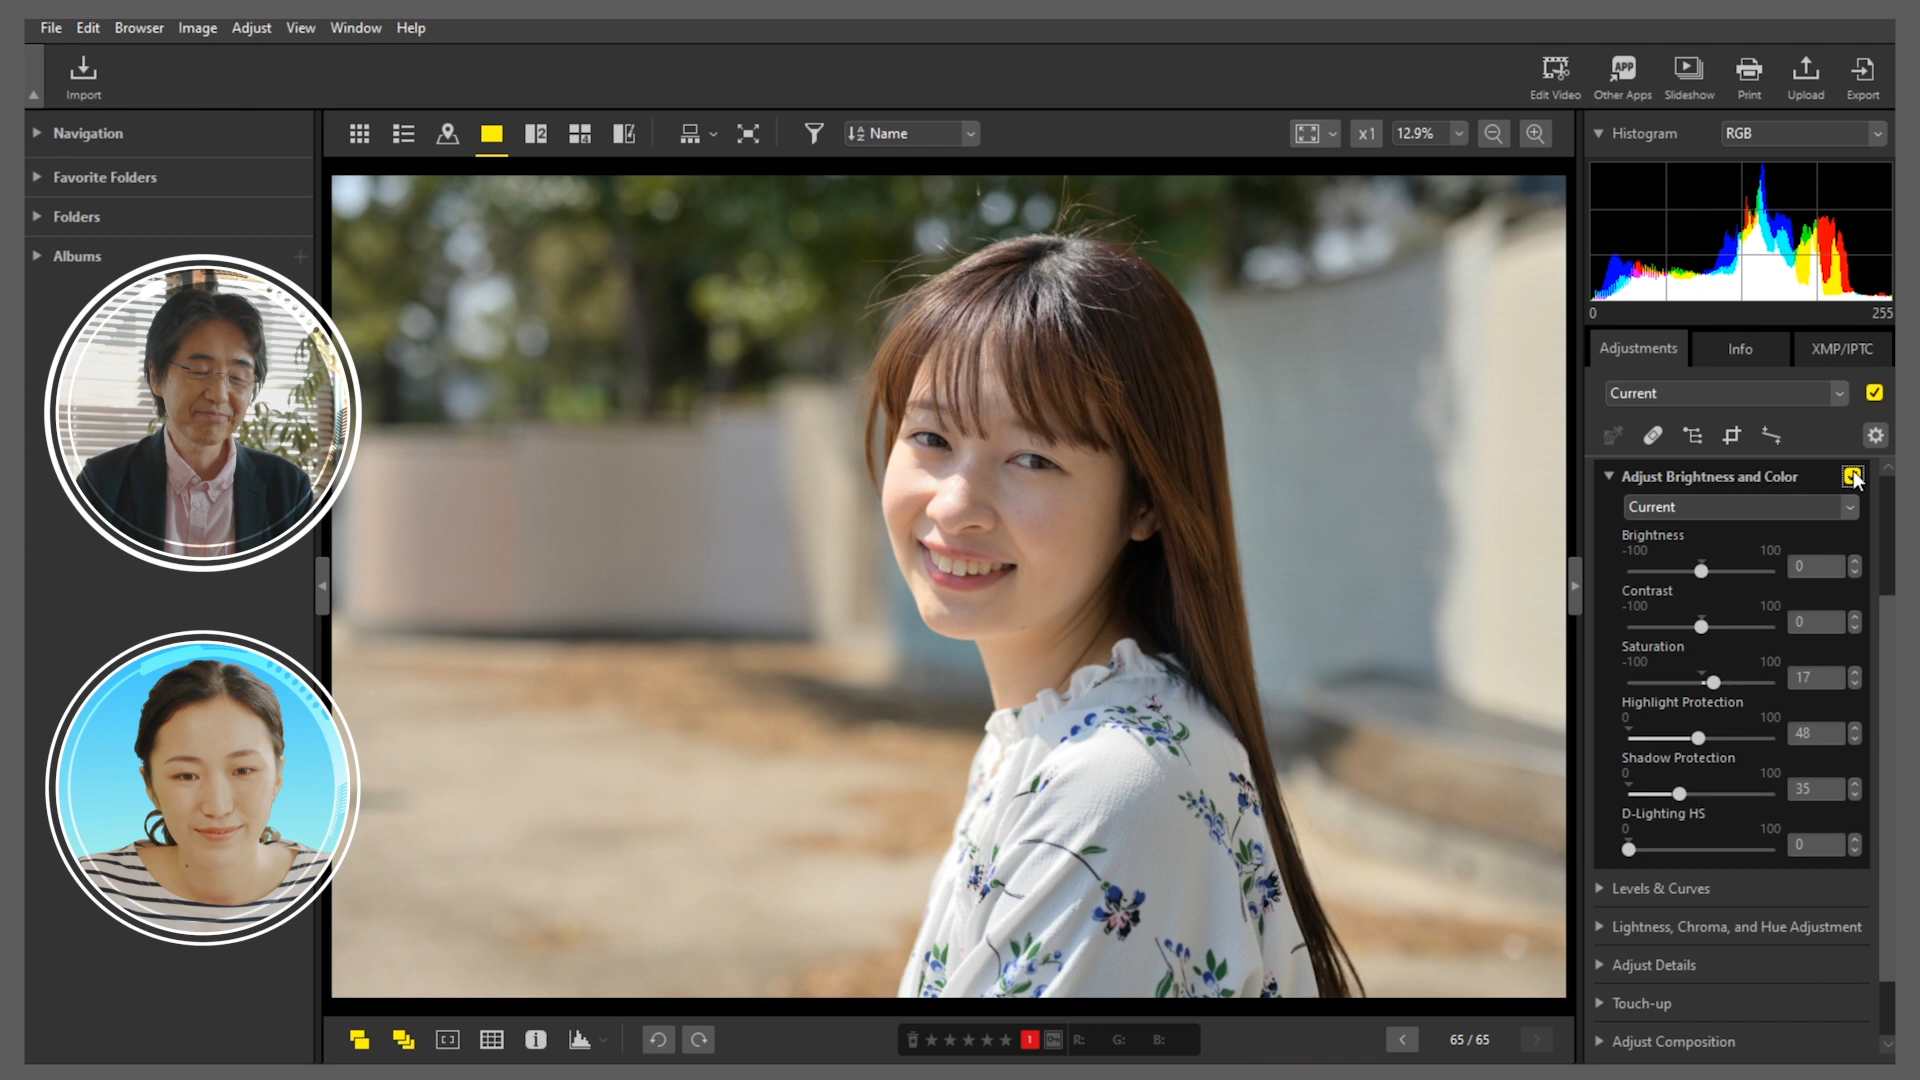 File Edit Browser Image Adjust View Window Help
Import
Edit Video Other Apps Slideshow Print Upload Export
APP
Navigation
Favorite Folders
Folders
Albums
2
4
Name
x1
12.9%
Histogram
RGB
0 255
Adjustments Info XMP/IPTC
Current
Adjust Brightness and Color
Current
Brightness
-100 100
0
Contrast
-100 100
0
Saturation
-100 100
17
Highlight Protection
0 100
48
Shadow Protection
0 100
35
D-Lighting HS
0 100
0
Levels & Curves
Lightness, Chroma, and Hue Adjustment
Adjust Details
Touch-up
Adjust Composition
1
R: G: B:
65 / 65